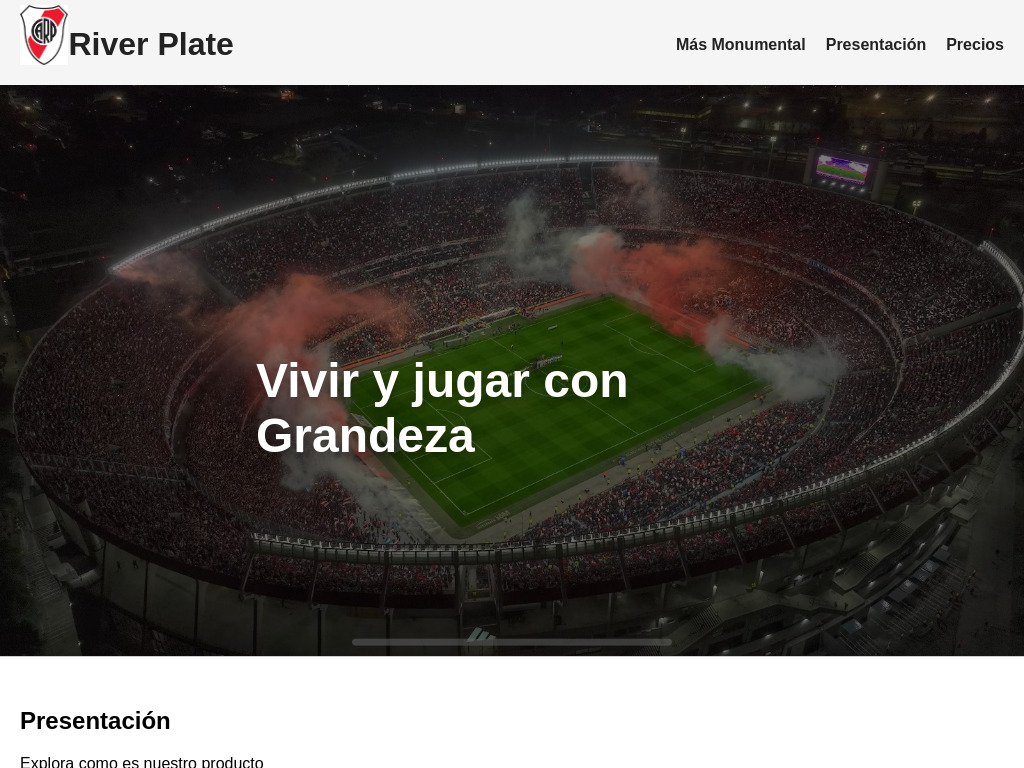 CARP
River Plate
Más Monumental
Presentación
Precios
Vivir y jugar con
Grandeza
Presentación
Explora como es nuestro producto